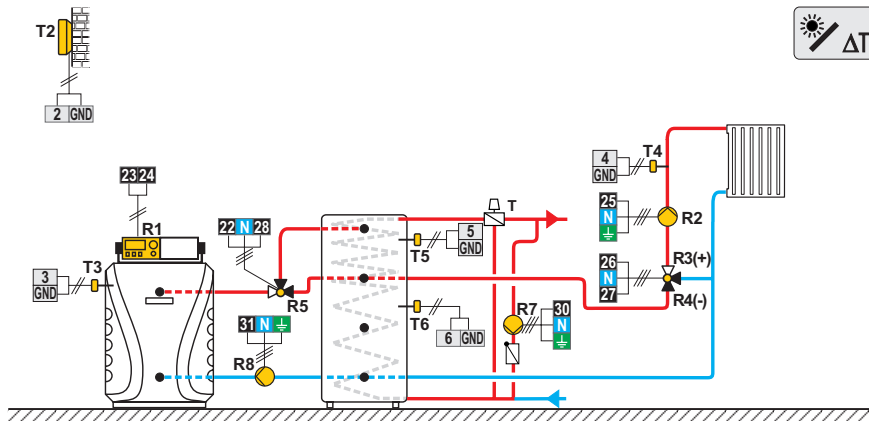 T2
2 GND
ΔT
23 24
R1
22 N 28
T3
3
GND
R5
31 N
R8
T
5
GND
T5
T6
6 GND
R7
30
N
4
GND
T4
25
N
R2
26
N
27
R3(+)
R4(-)